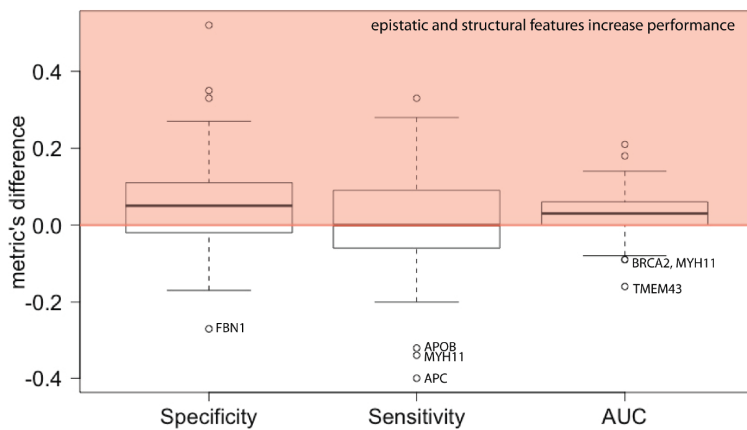 epistatic and structural features increase performance
metric's difference
0.4
0.2
0.0
-0.2
-0.4
FBN1
APOB
MYH11
APC
BRCA2, MYH11
TMEM43
Specificity
Sensitivity
AUC